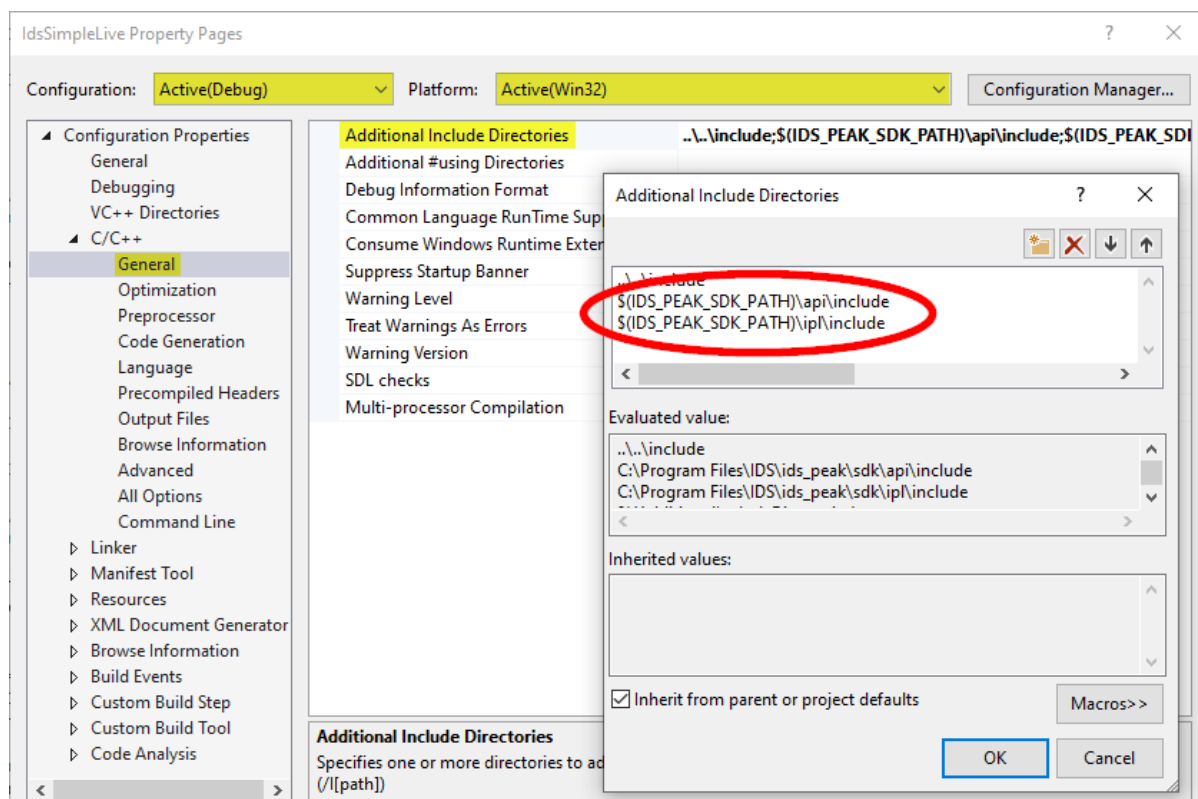 IdsSimpleLive Property Pages ? ×
Configuration: Active(Debug) Platform: Active(Win32) Configuration Manager...
Configuration Properties
General
Debugging
VC++ Directories
C/C++
General
Optimization
Preprocessor
Code Generation
Language
Precompiled Headers
Output Files
Browse Information
Advanced
All Options
Command Line
Linker
Manifest Tool
Resources
XML Document Generator
Browse Information
Build Events
Custom Build Step
Custom Build Tool
Code Analysis
Additional Include Directories ..\..\include;$(IDS_PEAK_SDK_PATH)\api\include;$(IDS_PEAK_SDI
Additional #using Directories
Debug Information Format
Common Language RunTime Sup
Consume Windows Runtime Exter
Suppress Startup Banner
Warning Level
Treat Warnings As Errors
Warning Version
SDL checks
Multi-processor Compilation
Additional Include Directories
Specifies one or more directories to ad
(/I[path])
Additional Include Directories ? ×
..\..\include
$(IDS_PEAK_SDK_PATH)\api\include
$(IDS_PEAK_SDK_PATH)\ipl\include
Evaluated value:
..\..\include
C:\Program Files\IDS\ids_peak\sdk\api\include
C:\Program Files\IDS\ids_peak\sdk\ipl\include
Inherited values:
Inherit from parent or project defaults
Macros>>
OK Cancel